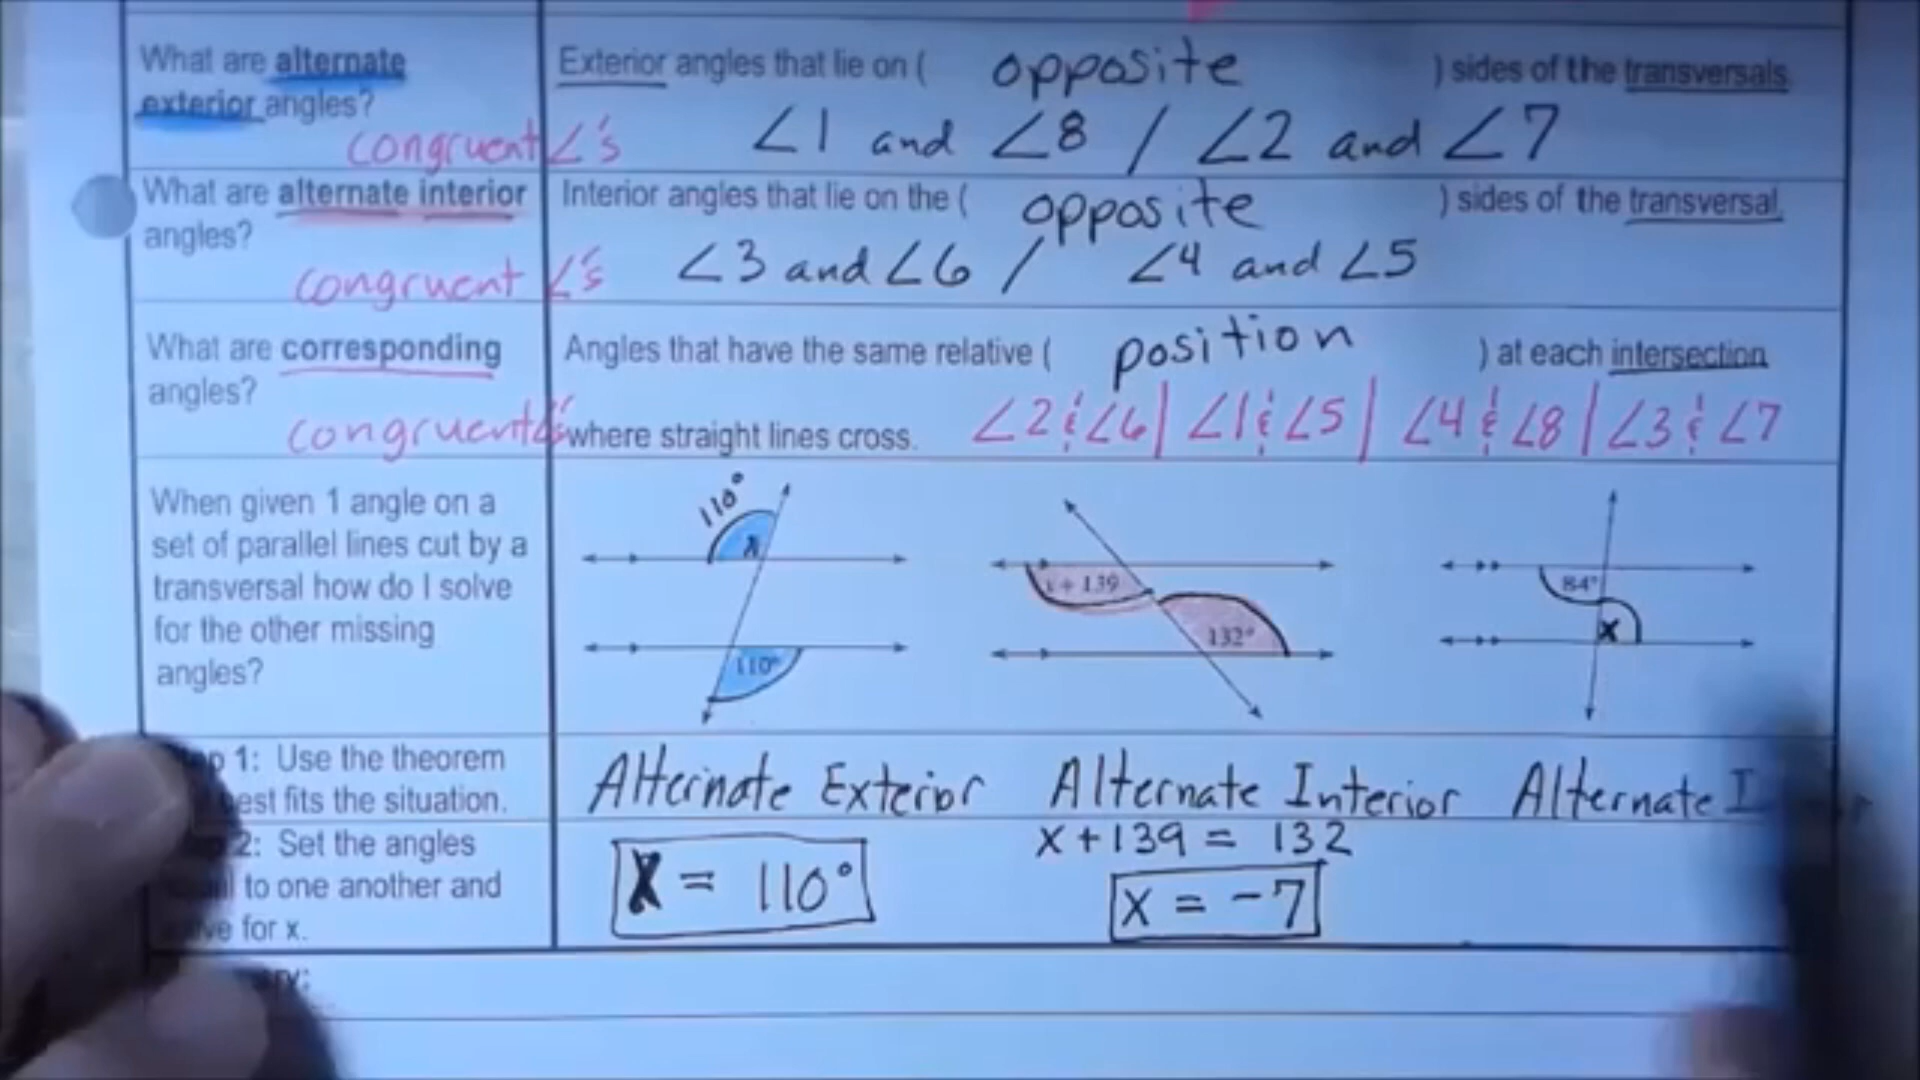 What are alternate
exterior angles?
congruent ∠'s
Exterior angles that lie on ( opposite ) sides of the transversals.
∠1 and ∠8 / ∠2 and ∠7
What are alternate interior
angles?
congruent ∠'s
Interior angles that lie on the ( opposite ) sides of the transversal.
∠3 and ∠6 / ∠4 and ∠5
What are corresponding
angles?
congruent ∠'s
Angles that have the same relative ( position ) at each intersection
where straight lines cross. ∠2 & ∠6 | ∠1 & ∠5 | ∠4 & ∠8 | ∠3 & ∠7
When given 1 angle on a
set of parallel lines cut by a
transversal how do I solve
for the other missing
angles?
110°
x
110°
x + 139
132°
84°
x
1: Use the theorem
fits the situation.
Alternate Exterior
Alternate Interior
Alternate
2: Set the angles
to one another and
for x.
X = 110°
x + 139 = 132
x = -7